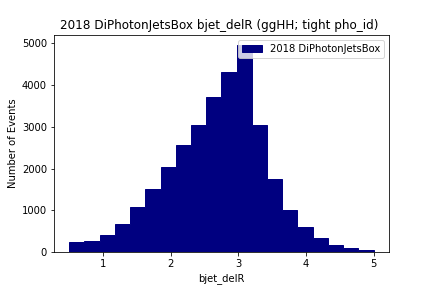 2018 DiPhotonJetsBox bjet_delR (ggHH; tight pho_id)
2018 DiPhotonJetsBox
5000
4000
3000
2000
1000
0
Number of Events
1 2 3 4 5
bjet_delR